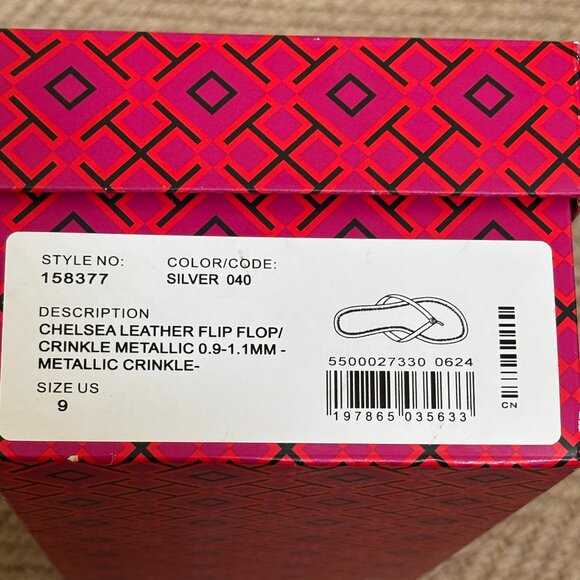 STYLE NO: COLOR/CODE:
158377 SILVER 040
DESCRIPTION
CHELSEA LEATHER FLIP FLOP/
CRINKLE METALLIC 0.9-1.1MM -
METALLIC CRINKLE-
SIZE US
9
5500027330 0624
197865 035633
CN